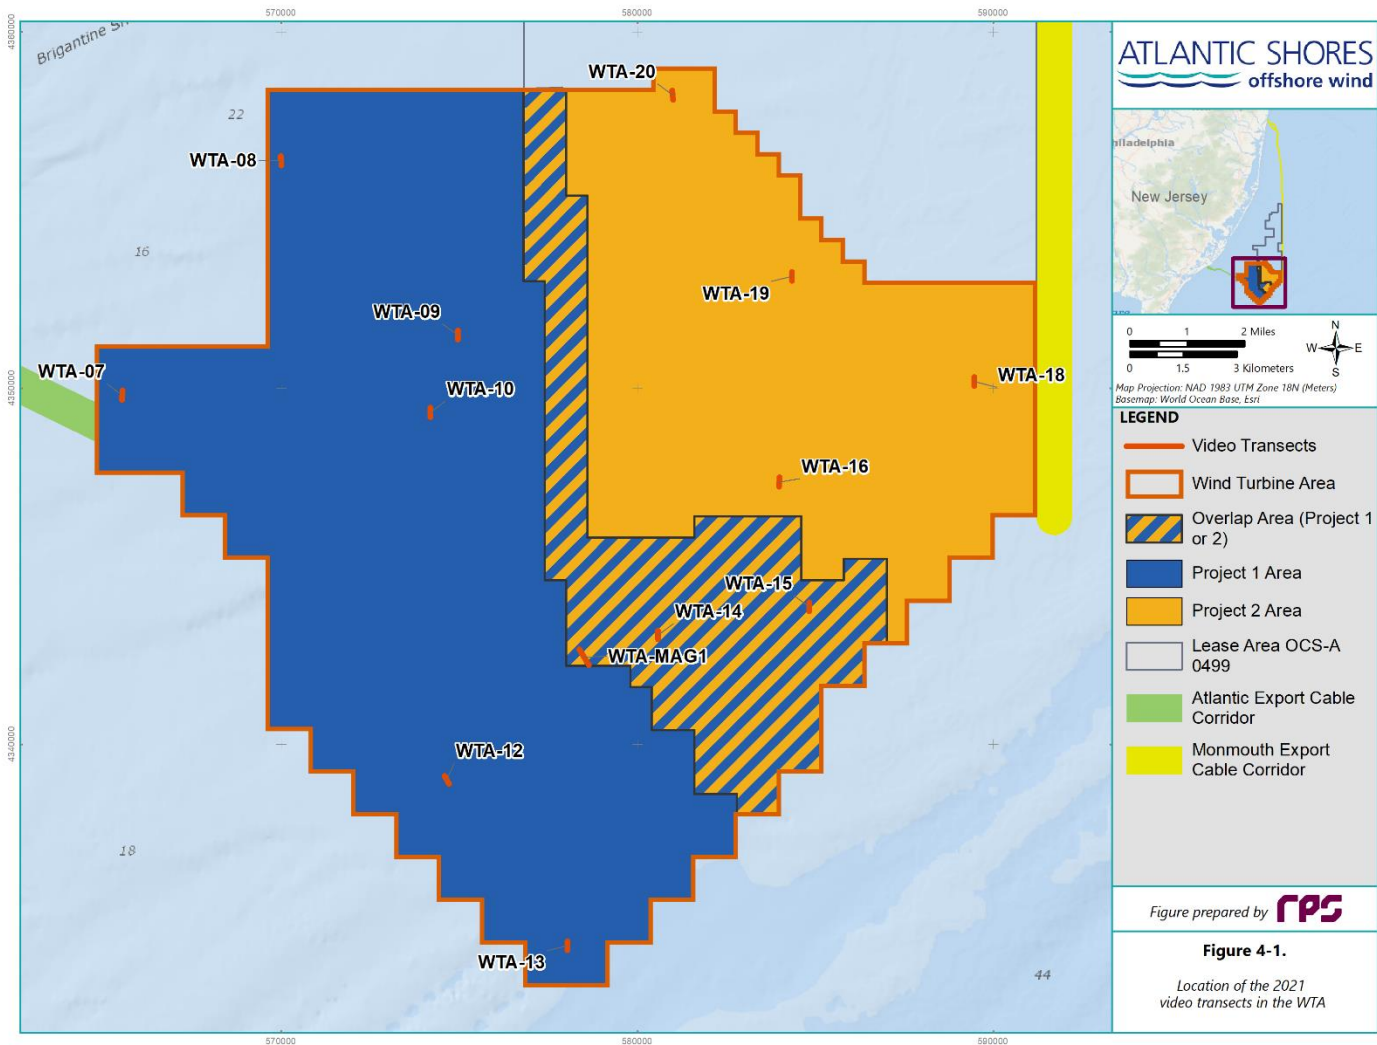 570000
580000
590000
4360000
4350000
4340000
Brigantine Sh
22
16
18
44
WTA-20
WTA-08
WTA-19
WTA-09
WTA-07
WTA-10
WTA-18
WTA-16
WTA-15
WTA-14
WTA-MAG1
WTA-12
WTA-13
570000
580000
590000
ATLANTIC SHORES
offshore wind
hiladelphia
New Jersey
0 1 2 Miles
0 1.5 3 Kilometers
N
W E
S
Map Projection: NAD 1983 UTM Zone 18N (Meters)
Basemap: World Ocean Base, Esri
LEGEND
Video Transects
Wind Turbine Area
Overlap Area (Project 1
or 2)
Project 1 Area
Project 2 Area
Lease Area OCS-A
0499
Atlantic Export Cable
Corridor
Monmouth Export
Cable Corridor
Figure prepared by rps
Figure 4-1.
Location of the 2021
video transects in the WTA